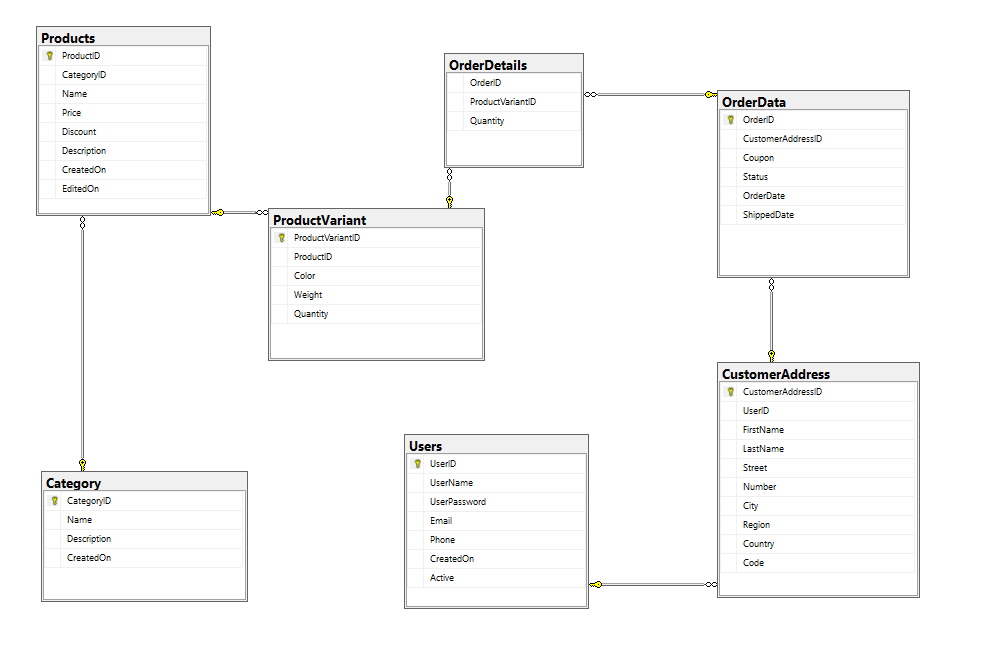 Products
ProductID
CategoryID
Name
Price
Discount
Description
CreatedOn
EditedOn
OrderDetails
OrderID
ProductVariantID
Quantity
OrderData
OrderID
CustomerAddressID
Coupon
Status
OrderDate
ShippedDate
ProductVariant
ProductVariantID
ProductID
Color
Weight
Quantity
CustomerAddress
CustomerAddressID
UserID
FirstName
LastName
Street
Number
City
Region
Country
Code
Users
UserID
UserName
UserPassword
Email
Phone
CreatedOn
Active
Category
CategoryID
Name
Description
CreatedOn